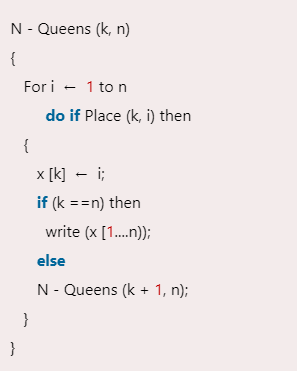 N - Queens (k, n)
{
For i ← 1 to n
do if Place (k, i) then
{
x [k] ← i;
if (k ==n) then
write (x [1....n));
else
N - Queens (k + 1, n);
}
}